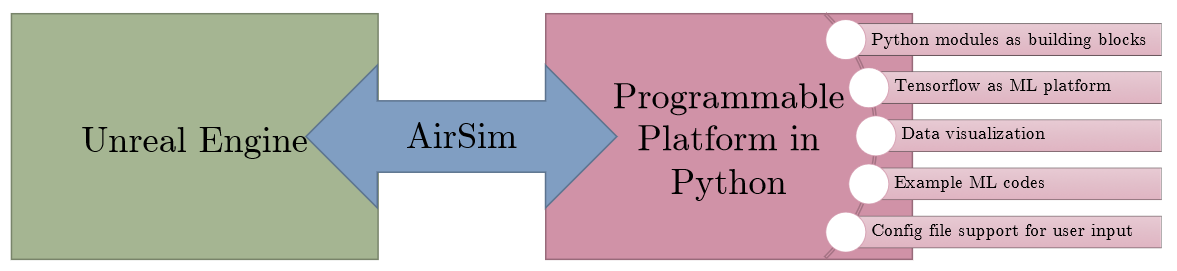 Unreal Engine
AirSim
Programmable
Platform in
Python
Python modules as building blocks
Tensorflow as ML platform
Data visualization
Example ML codes
Config file support for user input